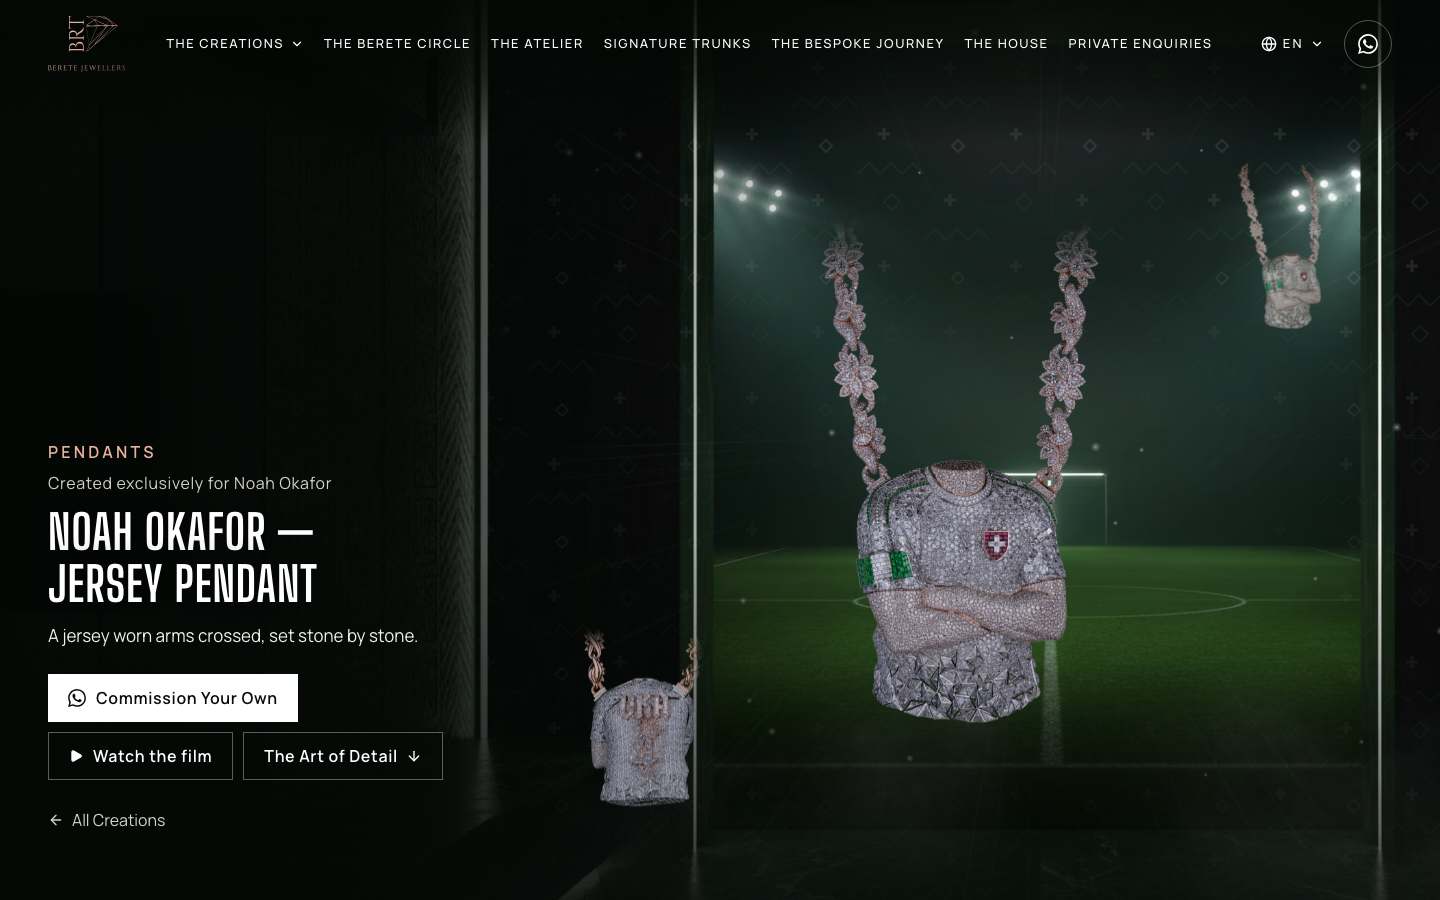 BRT
BERETE JEWELLERS
THE CREATIONS
THE BERETE CIRCLE
THE ATELIER
SIGNATURE TRUNKS
THE BESPOKE JOURNEY
THE HOUSE
PRIVATE ENQUIRIES
EN
PENDANTS
Created exclusively for Noah Okafor
NOAH OKAFOR —
JERSEY PENDANT
A jersey worn arms crossed, set stone by stone.
Commission Your Own
Watch the film
The Art of Detail
All Creations